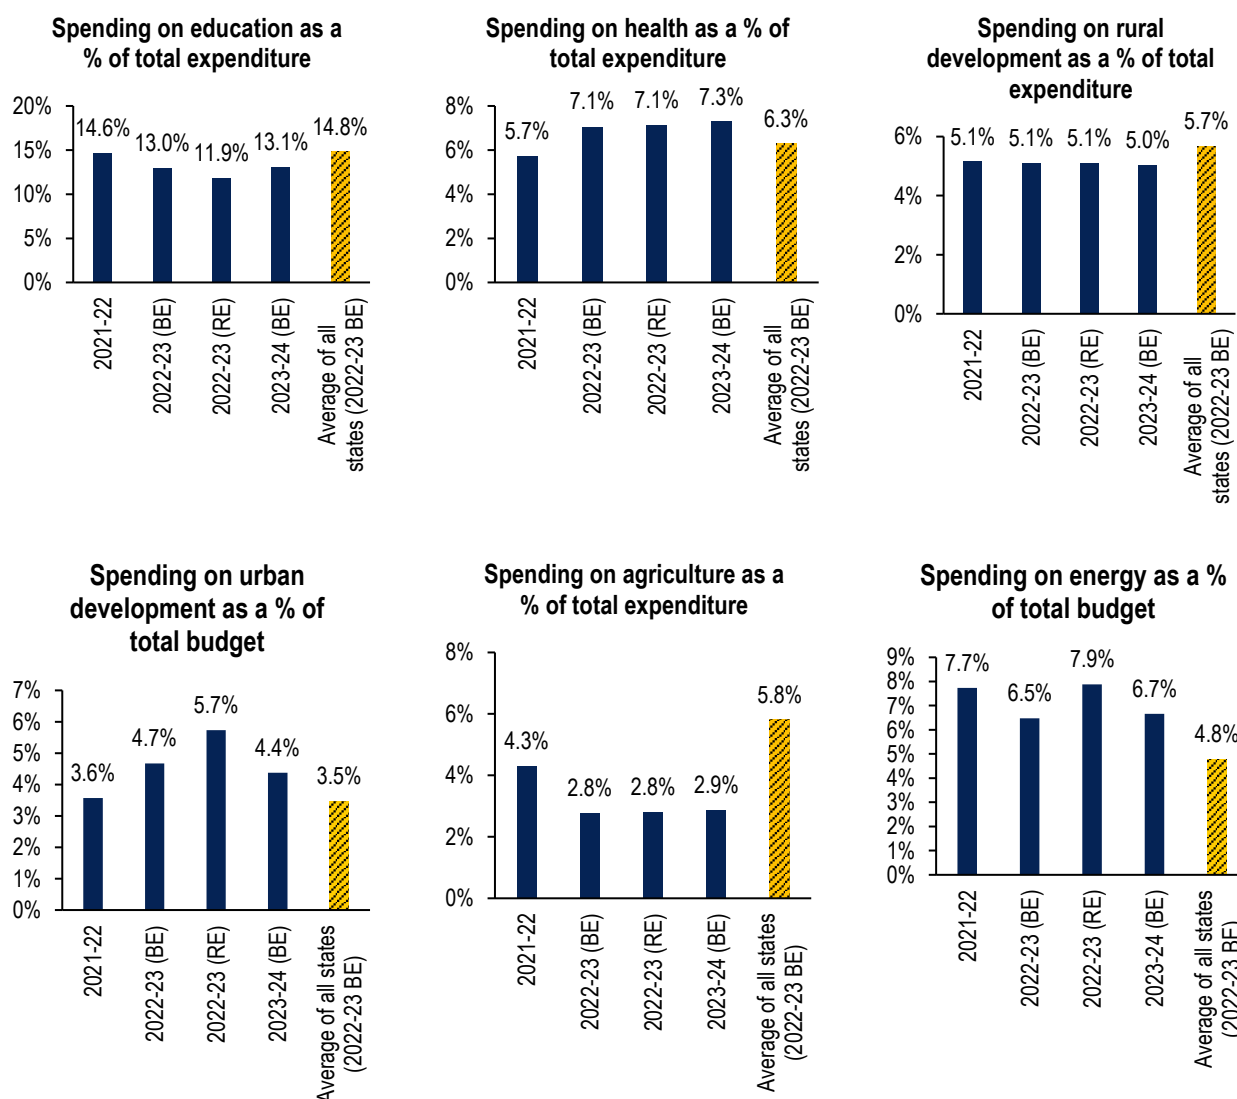 Spending on education as a
% of total expenditure
20%
15%
10%
5%
0%
14.6%
13.0%
11.9%
13.1%
14.8%
2021-22
2022-23 (BE)
2022-23 (RE)
2023-24 (BE)
Average of all
states (2022-23 BE)
Spending on health as a % of
total expenditure
8%
6%
4%
2%
0%
5.7%
7.1%
7.1%
7.3%
6.3%
2021-22
2022-23 (BE)
2022-23 (RE)
2023-24 (BE)
Average of all
states (2022-23 BE)
Spending on rural
development as a % of total
expenditure
6%
4%
2%
0%
5.1%
5.1%
5.1%
5.0%
5.7%
2021-22
2022-23 (BE)
2022-23 (RE)
2023-24 (BE)
Average of all
states (2022-23 BE)
Spending on urban
development as a % of
total budget
7%
6%
5%
4%
3%
2%
1%
0%
3.6%
4.7%
5.7%
4.4%
3.5%
2021-22
2022-23 (BE)
2022-23 (RE)
2023-24 (BE)
Average of all states
(2022-23 BE)
Spending on agriculture as a
% of total expenditure
8%
6%
4%
2%
0%
4.3%
2.8%
2.8%
2.9%
5.8%
2021-22
2022-23 (BE)
2022-23 (RE)
2023-24 (BE)
Average of all states
(2022-23 BE)
Spending on energy as a %
of total budget
9%
8%
7%
6%
5%
4%
3%
2%
1%
0%
7.7%
6.5%
7.9%
6.7%
4.8%
2021-22
2022-23 (BE)
2022-23 (RE)
2023-24 (BE)
Average of all states
(2022-23 BE)